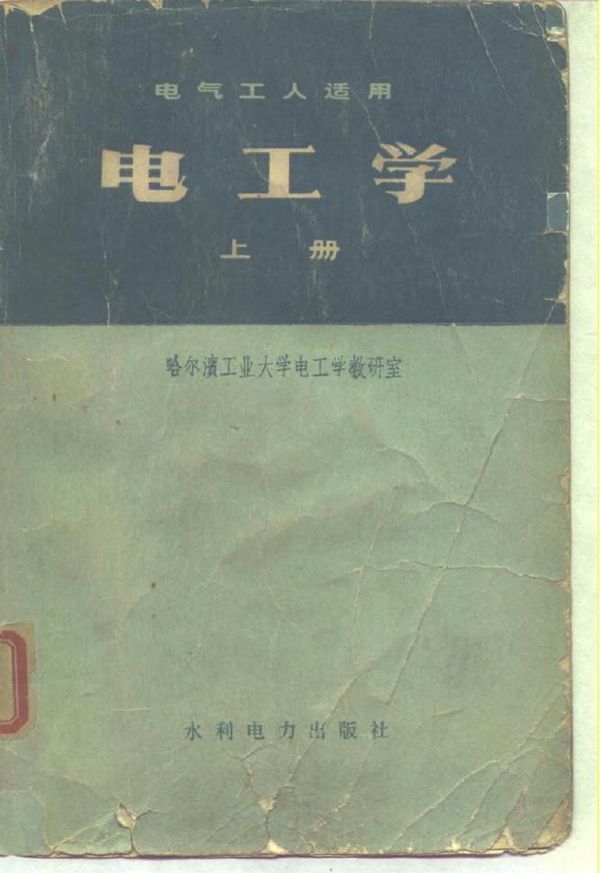 电气工人适用
电工学
上册
哈尔滨工业大学电工学教研室
水利电力出版社